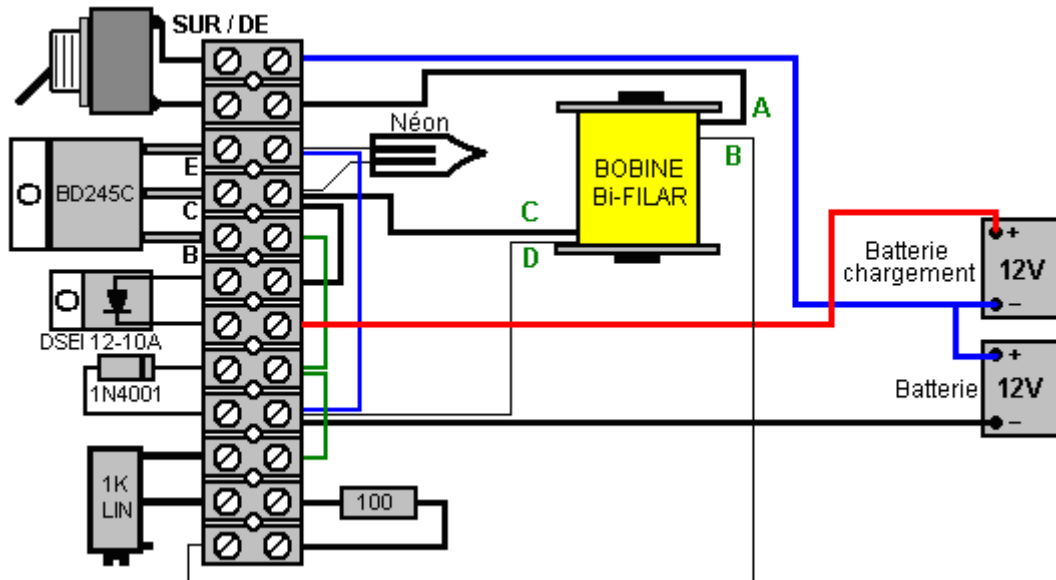 SUR / DE
Néon
A
B
BOBINE
Bi-FILAR
E
BD245C
C
B
C
D
Batterie
chargement
+
12V
−
DSEI 12-10A
1N4001
Batterie
+
12V
−
1K
LIN
100